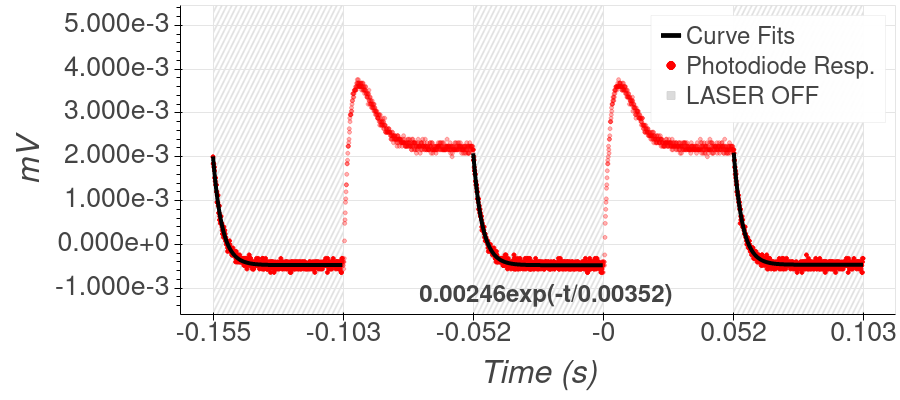 5.000e-3
4.000e-3
3.000e-3
2.000e-3
1.000e-3
0.000e+0
-1.000e-3
mV
Curve Fits
Photodiode Resp.
LASER OFF
0.00246exp(-t/0.00352)
-0.155 -0.103 -0.052 -0 0.052 0.103
Time (s)